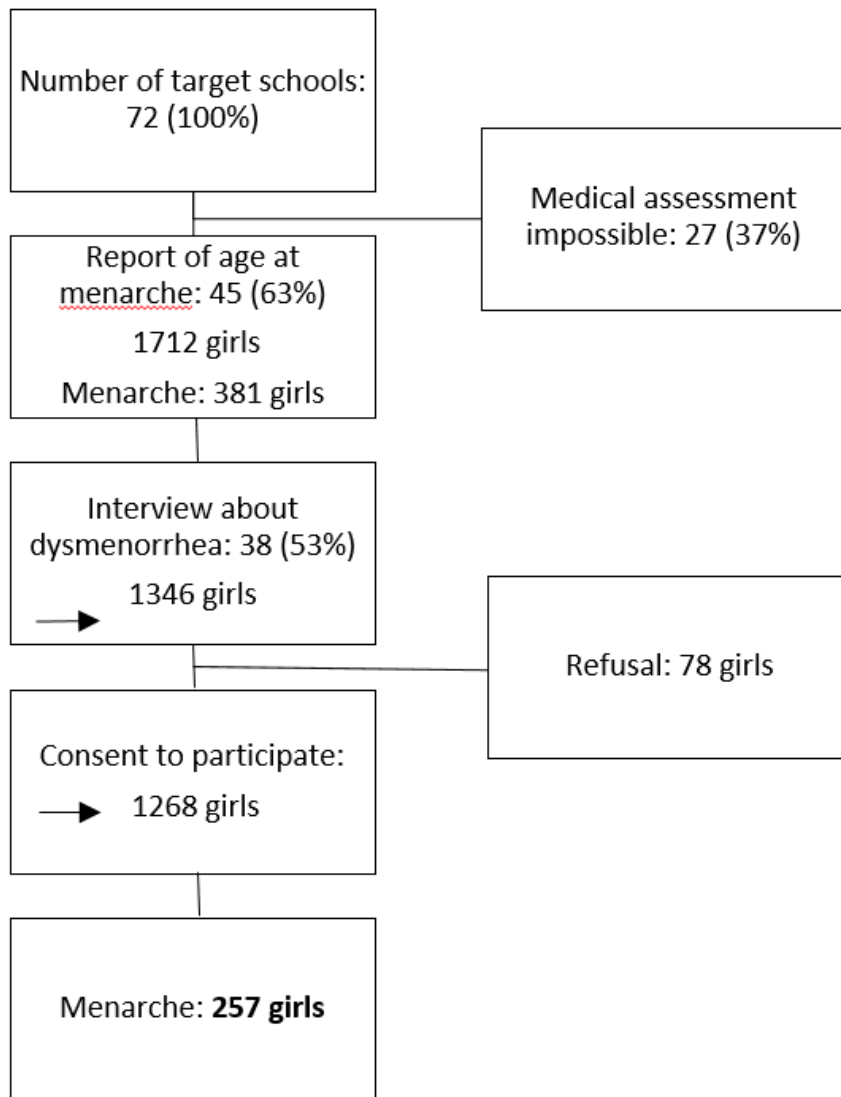 Number of target schools:
72 (100%)
Medical assessment
impossible: 27 (37%)
Report of age at
menarche: 45 (63%)
1712 girls
Menarche: 381 girls
Interview about
dysmenorrhea: 38 (53%)
1346 girls
Refusal: 78 girls
Consent to participate:
1268 girls
Menarche: 257 girls